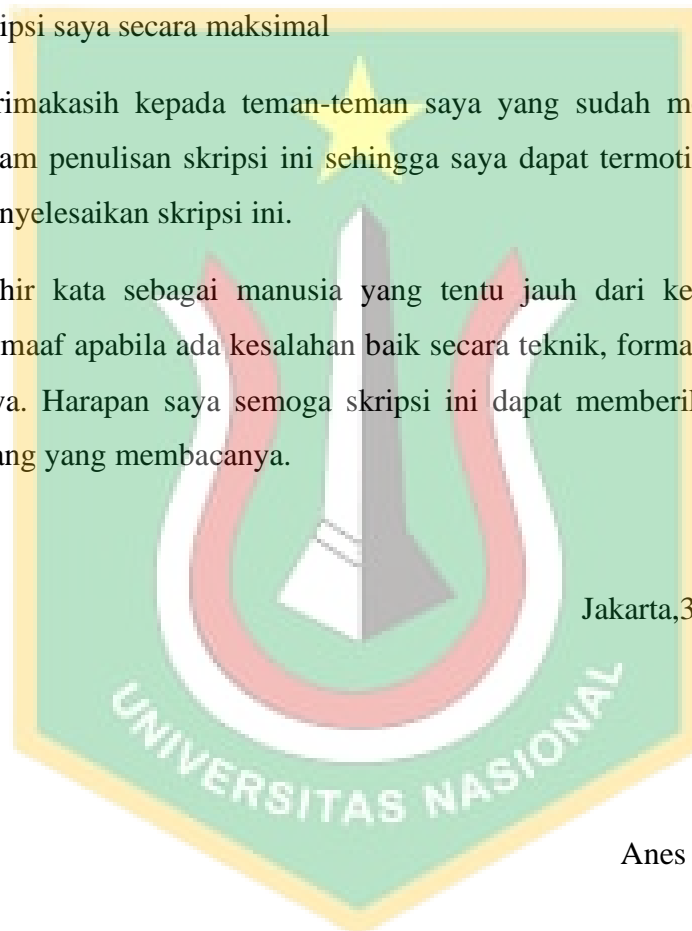 ipsi saya secara maksimal
rimakasih kepada teman-teman saya yang sudah m
am penulisan skripsi ini sehingga saya dapat termoti
nyelesaikan skripsi ini.
hir kata sebagai manusia yang tentu jauh dari ke
maaf apabila ada kesalahan baik secara teknik, forma
ya. Harapan saya semoga skripsi ini dapat memberil
ang yang membacanya.
Jakarta,3
UNIVERSITAS NASIONAL
Anes